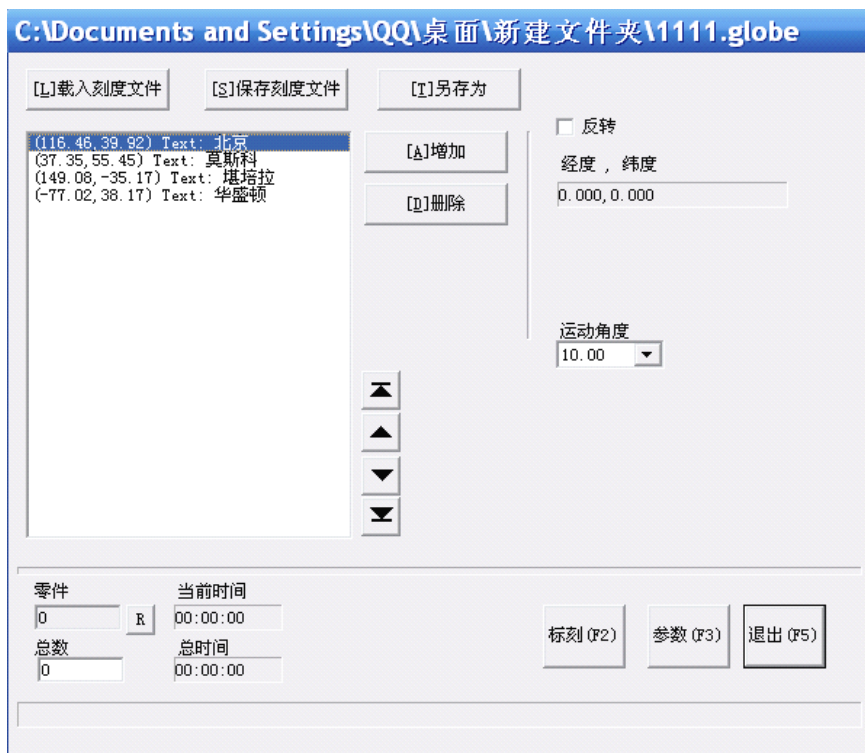 C:\Documents and Settings\QQ\桌面\新建文件夹\1111.globe
[L]载入刻度文件
[S]保存刻度文件
[T]另存为
(116.46,39.92) Text: 北京
(37.35,55.45) Text: 莫斯科
(149.08,-35.17) Text: 堪培拉
(-77.02,38.17) Text: 华盛顿
[A]增加
[D]删除
反转
经度 , 纬度
0.000,0.000
运动角度
10.00
零件
当前时间
0
R
00:00:00
总数
总时间
0
00:00:00
标刻(F2)
参数(F3)
退出(F5)